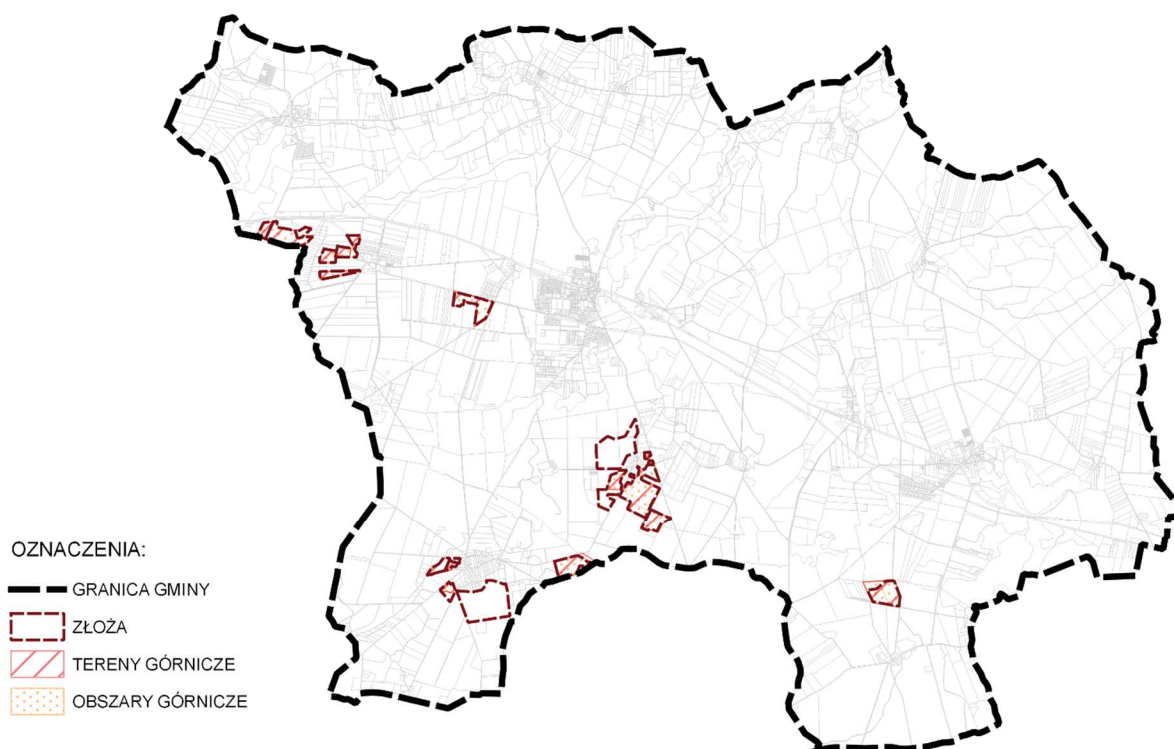 OZNACZENIA:
GRANICA GMINY
ZŁOŻA
TERENY GÓRNICZE
OBSZARY GÓRNICZE